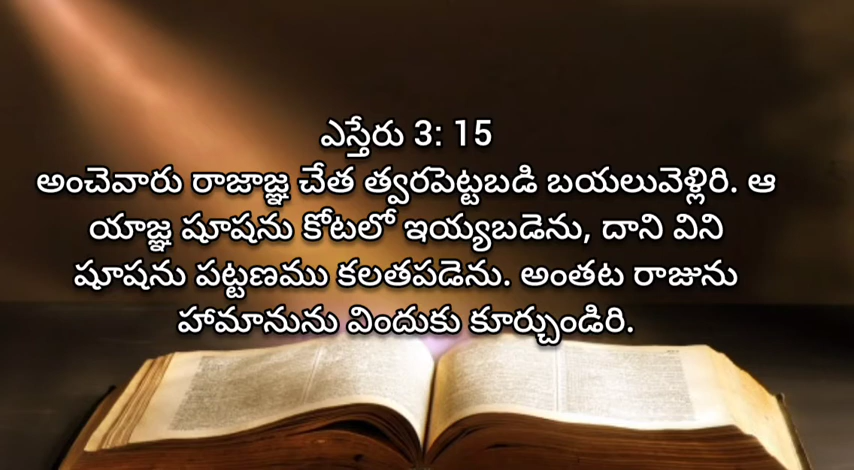 ఎస్తేరు 3: 15
అంచెవారు రాజాజ్ఞ చేత త్వరపెట్టబడి బయలువెళ్లిరి. ఆ
యాజ్ఞ షూషను కోటలో ఇయ్యబడెను, దాని విని
షూషను పట్టణము కలతపడెను. అంతట రాజును
హామానును విందుకు కూర్చుండిరి.